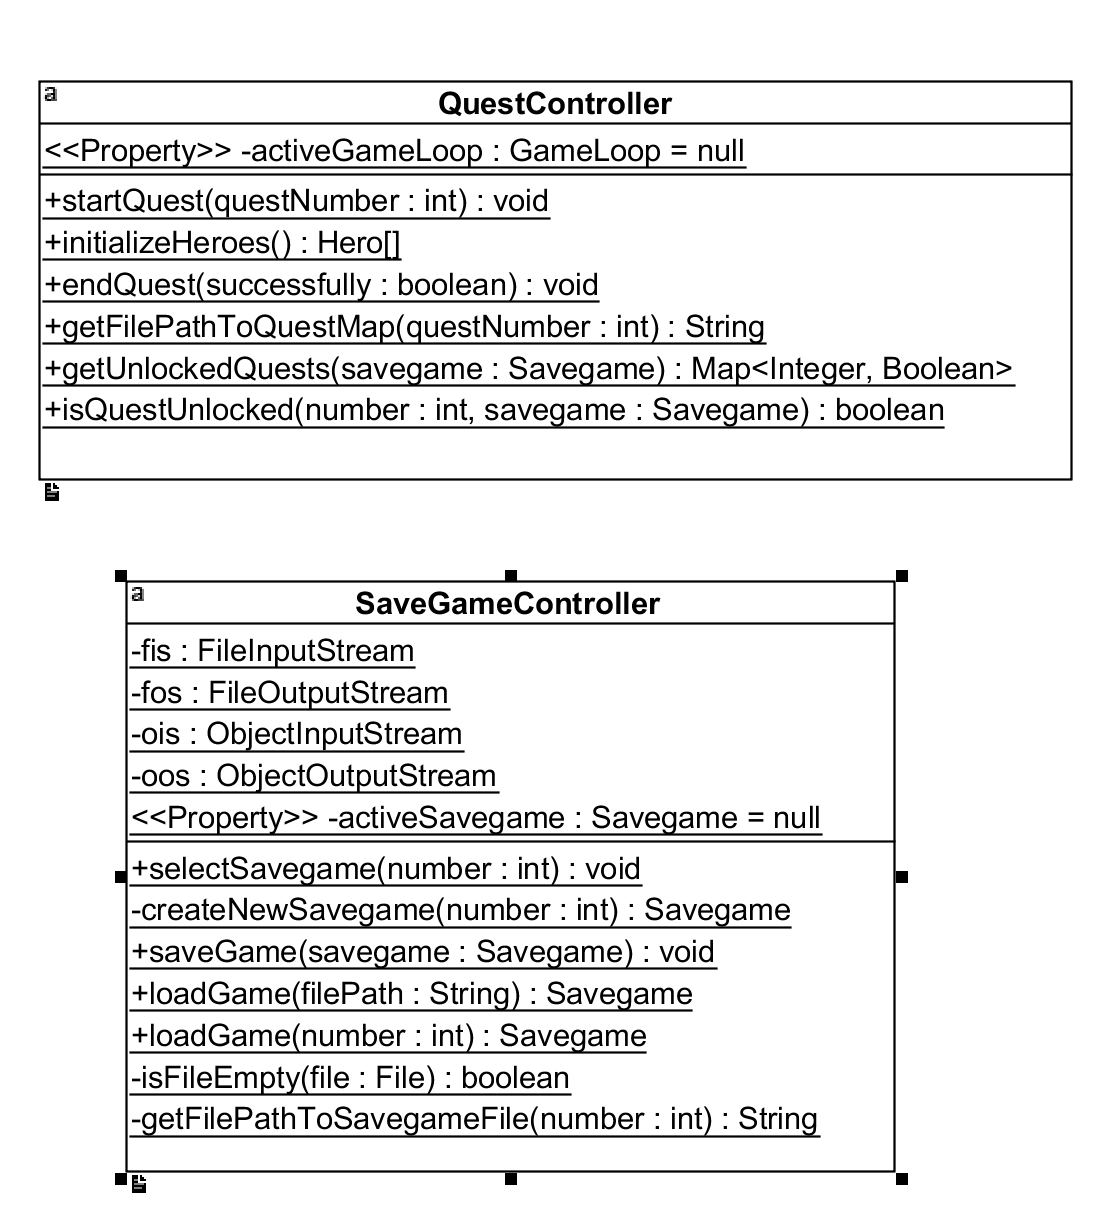 a
QuestController
<<Property>> -activeGameLoop : GameLoop = null
+startQuest(questNumber : int) : void
+initializeHeroes() : Hero[]
+endQuest(successfully : boolean) : void
+getFilePathToQuestMap(questNumber : int) : String
+getUnlockedQuests(savegame : Savegame) : Map<Integer, Boolean>
+isQuestUnlocked(number : int, savegame : Savegame) : boolean
a
SaveGameController
-fis : FileInputStream
-fos : FileOutputStream
-ois : ObjectInputStream
-oos : ObjectOutputStream
<<Property>> -activeSavegame : Savegame = null
+selectSavegame(number : int) : void
-createNewSavegame(number : int) : Savegame
+saveGame(savegame : Savegame) : void
+loadGame(filePath : String) : Savegame
+loadGame(number : int) : Savegame
-isFileEmpty(file : File) : boolean
-getFilePathToSavegameFile(number : int) : String